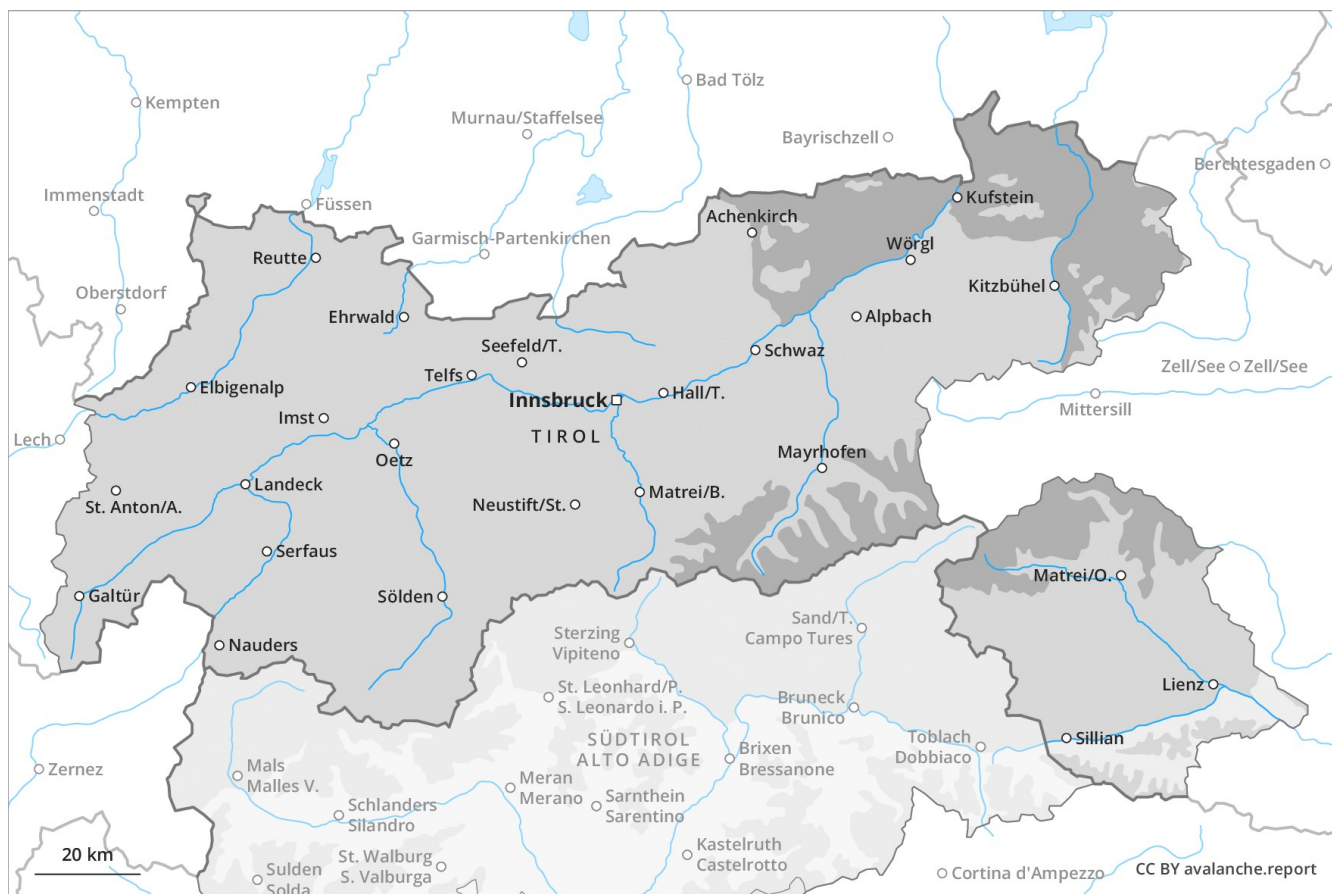 Kempten
Bad Tölz
Murnau/Staffelsee
Bayrischzell
Berchtesgaden
Immenstadt
Füssen
Kufstein
Achenkirch
Garmisch-Partenkirchen
Wörgl
Reutte
Oberstdorf
Kitzbühel
Ehrwald
Alpbach
Seefeld/T.
Schwaz
Telfs
Zell/See Zell/See
Elbigenalp
Innsbruck
Hall/T.
Mittersill
Imst
TIROL
Lech
Oetz
Mayrhofen
Landeck
Matrei/B.
St. Anton/A.
Neustift/St.
Serfaus
Matrei/O.
Galtür
Sölden
Sand/T.
Campo Tures
Sterzing
Vipiteno
Nauders
Lienz
St. Leonhard/P.
S. Leonardo i. P.
Bruneck
Brunico
SÜDTIROL
ALTO ADIGE
Toblach
Dobbiaco
Sillian
Brixen
Bressanone
Zernez
Mals
Malles V.
Meran
Merano
Sarnthein
Sarentino
Schlanders
Silandro
Kastelruth
Castelrotto
20 km
St. Walburg
S. Valburga
Sulden
Solda
Cortina d'Ampezzo
CC BY avalanche.report